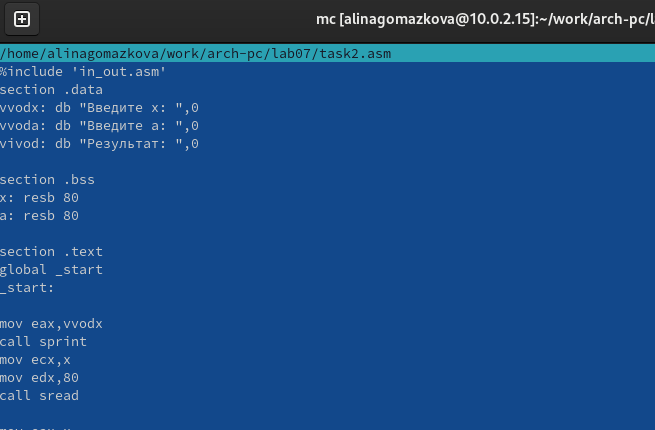 mc [alinagomazkova@10.0.2.15]:~/work/arch-pc/l
/home/alinagomazkova/work/arch-pc/lab07/task2.asm
%include 'in_out.asm'
section .data
vvodx: db "Введите x: ",0
vvoda: db "Введите а: ",0
vivod: db "Результат: ",0
section .bss
x: resb 80
a: resb 80
section .text
global _start
_start:
mov eax,vvodx
call sprint
mov ecx,x
mov edx,80
call sread